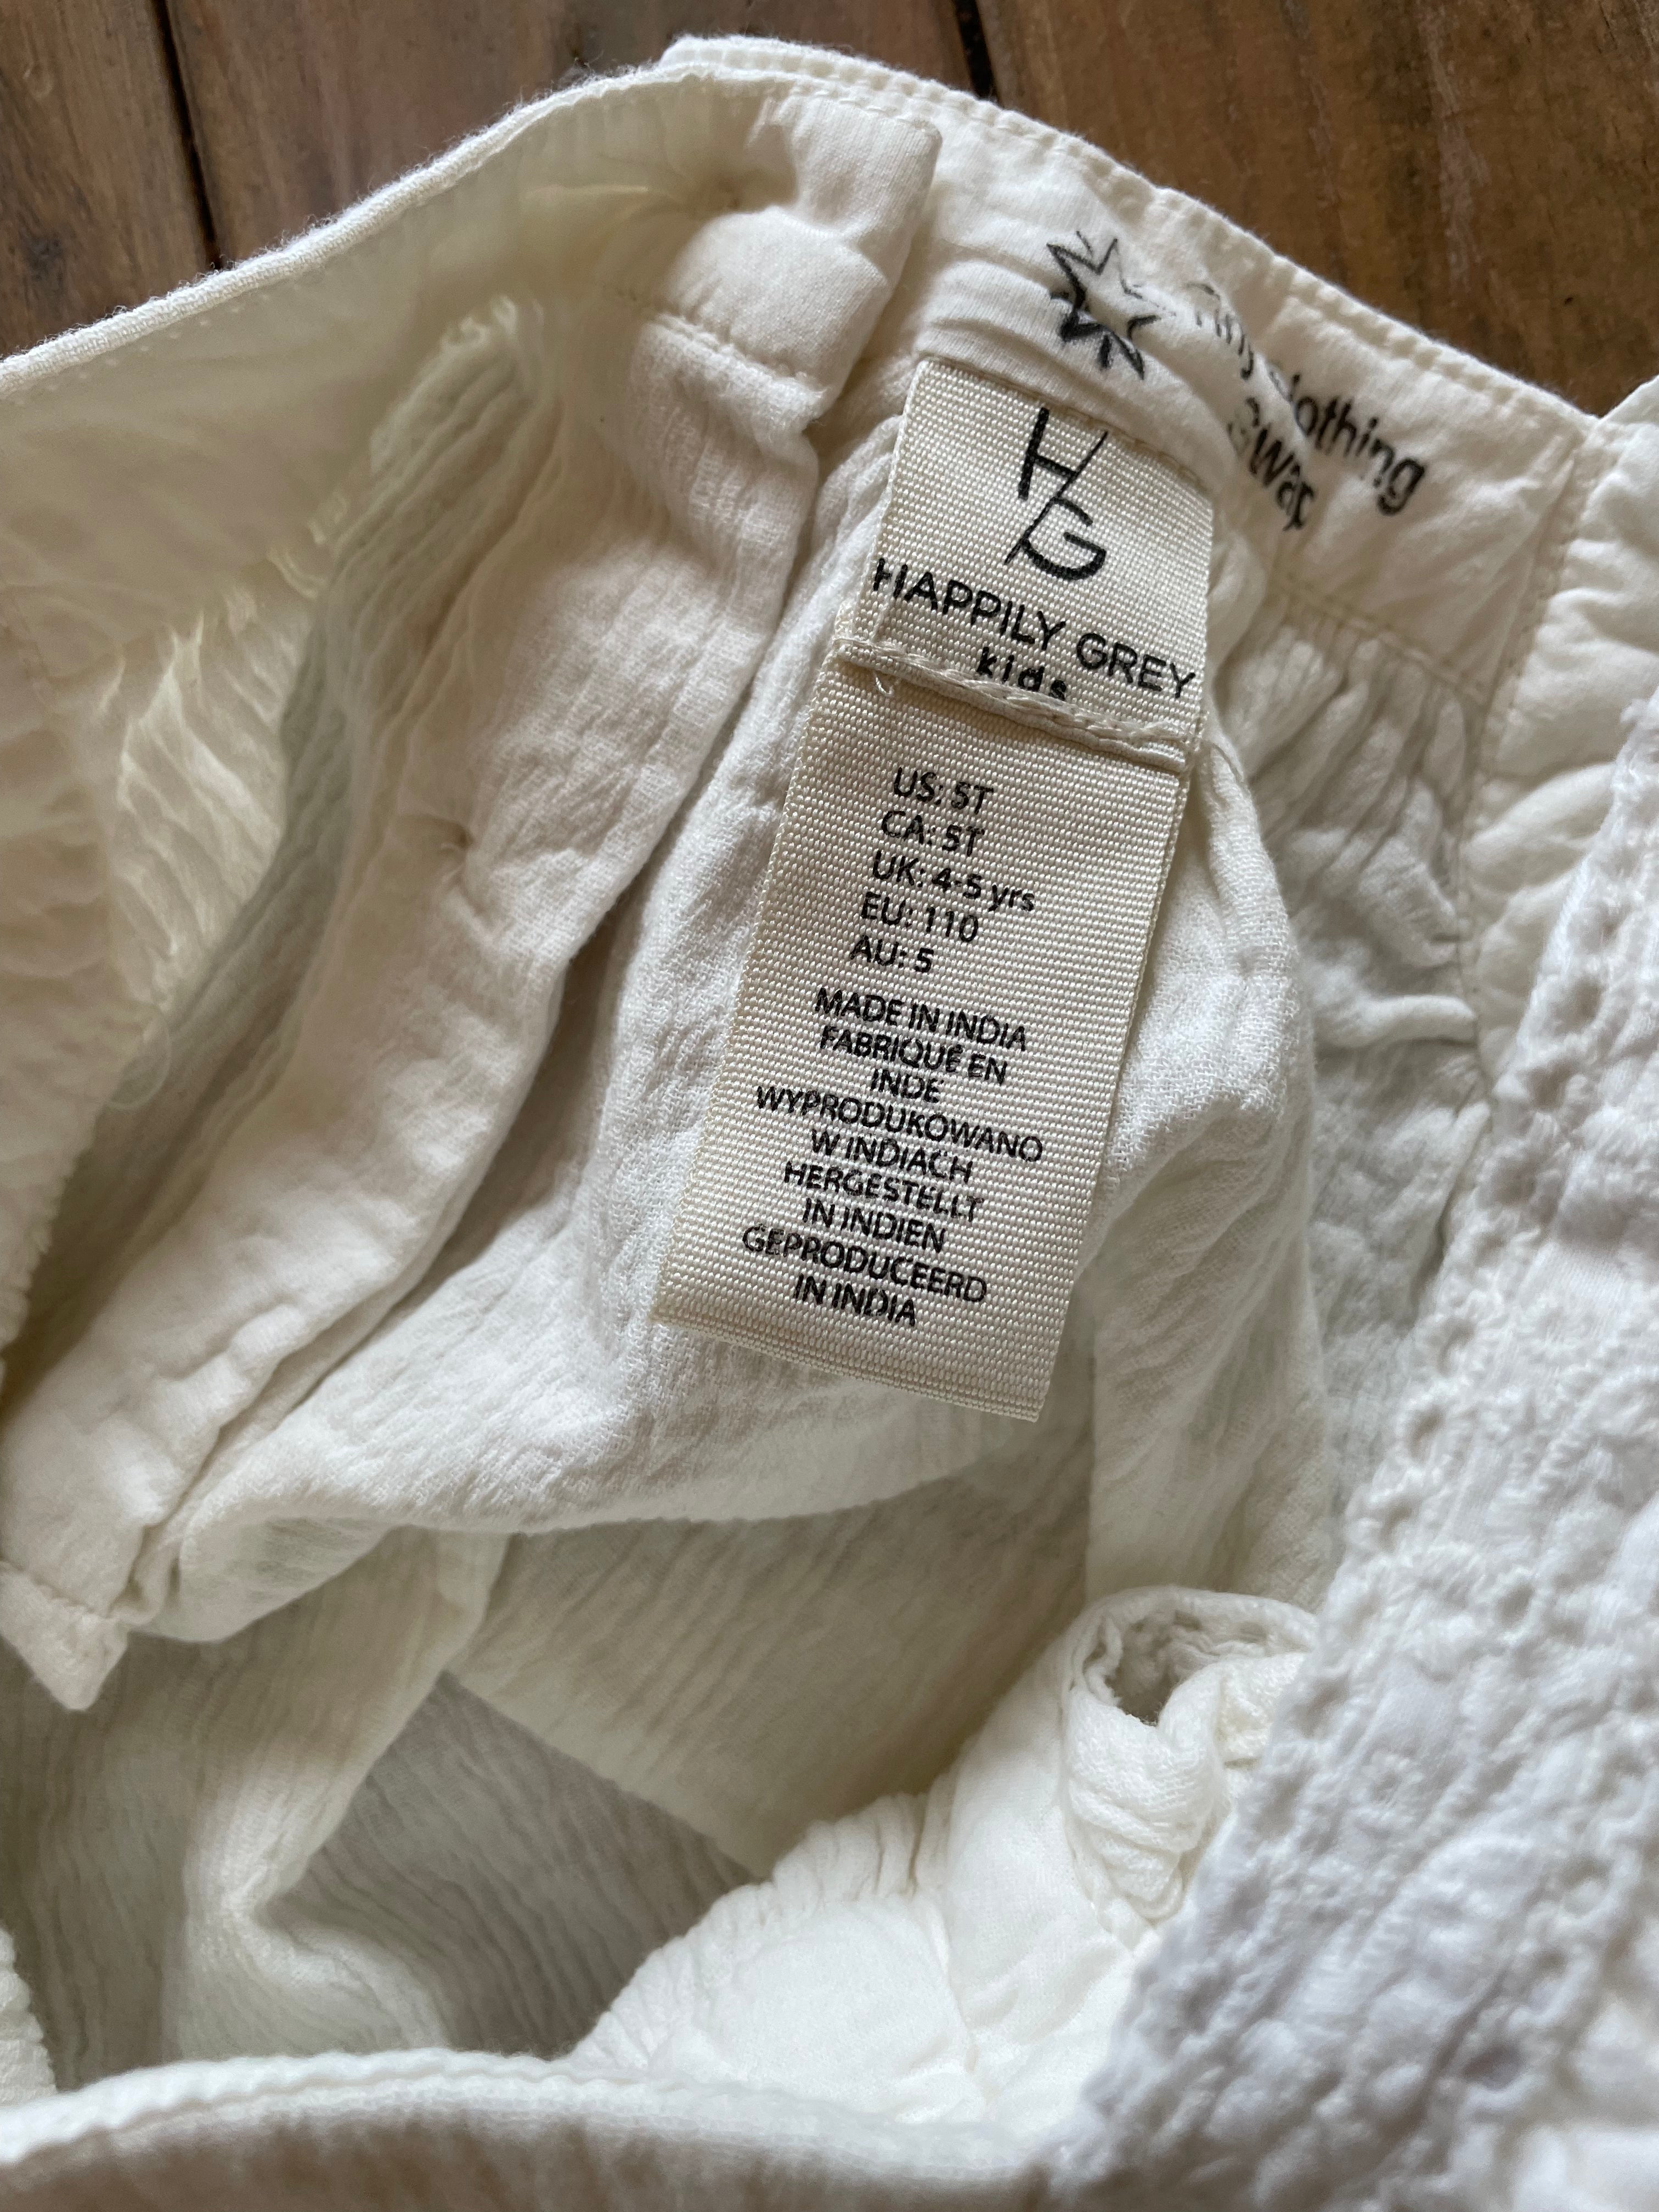 clothing
Swap
H/G
HAPPILY GREY
kids
US: 5T
CA: 5T
UK: 4-5 yrs
EU: 110
AU: 5
MADE IN INDIA
FABRIQUÉ EN
INDE
WYPRODUKOWANO
W INDIACH
HERGESTELLT
IN INDIEN
GEPRODUCEERD
IN INDIA